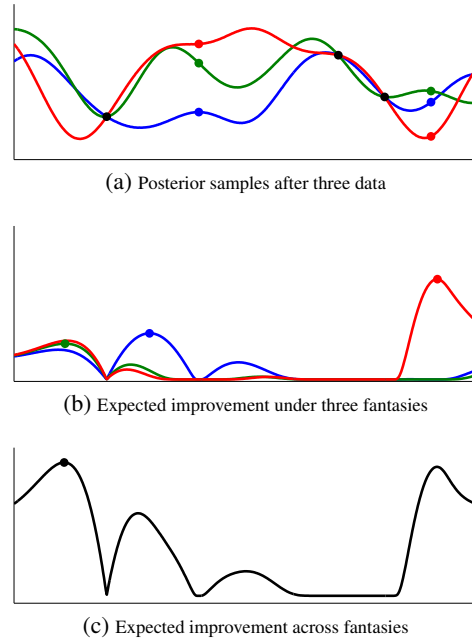 (a) Posterior samples after three data
(b) Expected improvement under three fantasies
(c) Expected improvement across fantasies